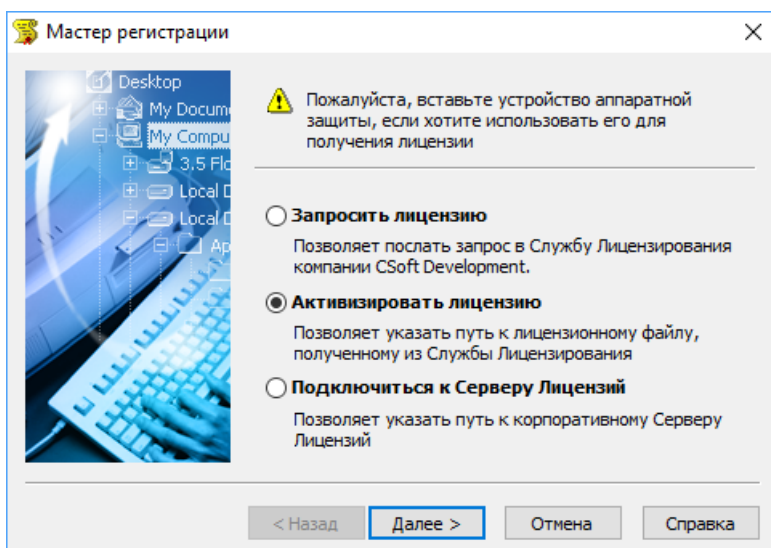 Мастер регистрации
Desktop
My Docum
My Compu
3.5 Flo
Local D
Local D
Ap
Пожалуйста, вставьте устройство аппаратной
защиты, если хотите использовать его для
получения лицензии
Запросить лицензию
Позволяет послать запрос в Службу Лицензирования
компании CSoft Development.
Активизировать лицензию
Позволяет указать путь к лицензионному файлу,
полученному из Службы Лицензирования
Подключиться к Серверу Лицензий
Позволяет указать путь к корпоративному Серверу
Лицензий
< Назад
Далее >
Отмена
Справка